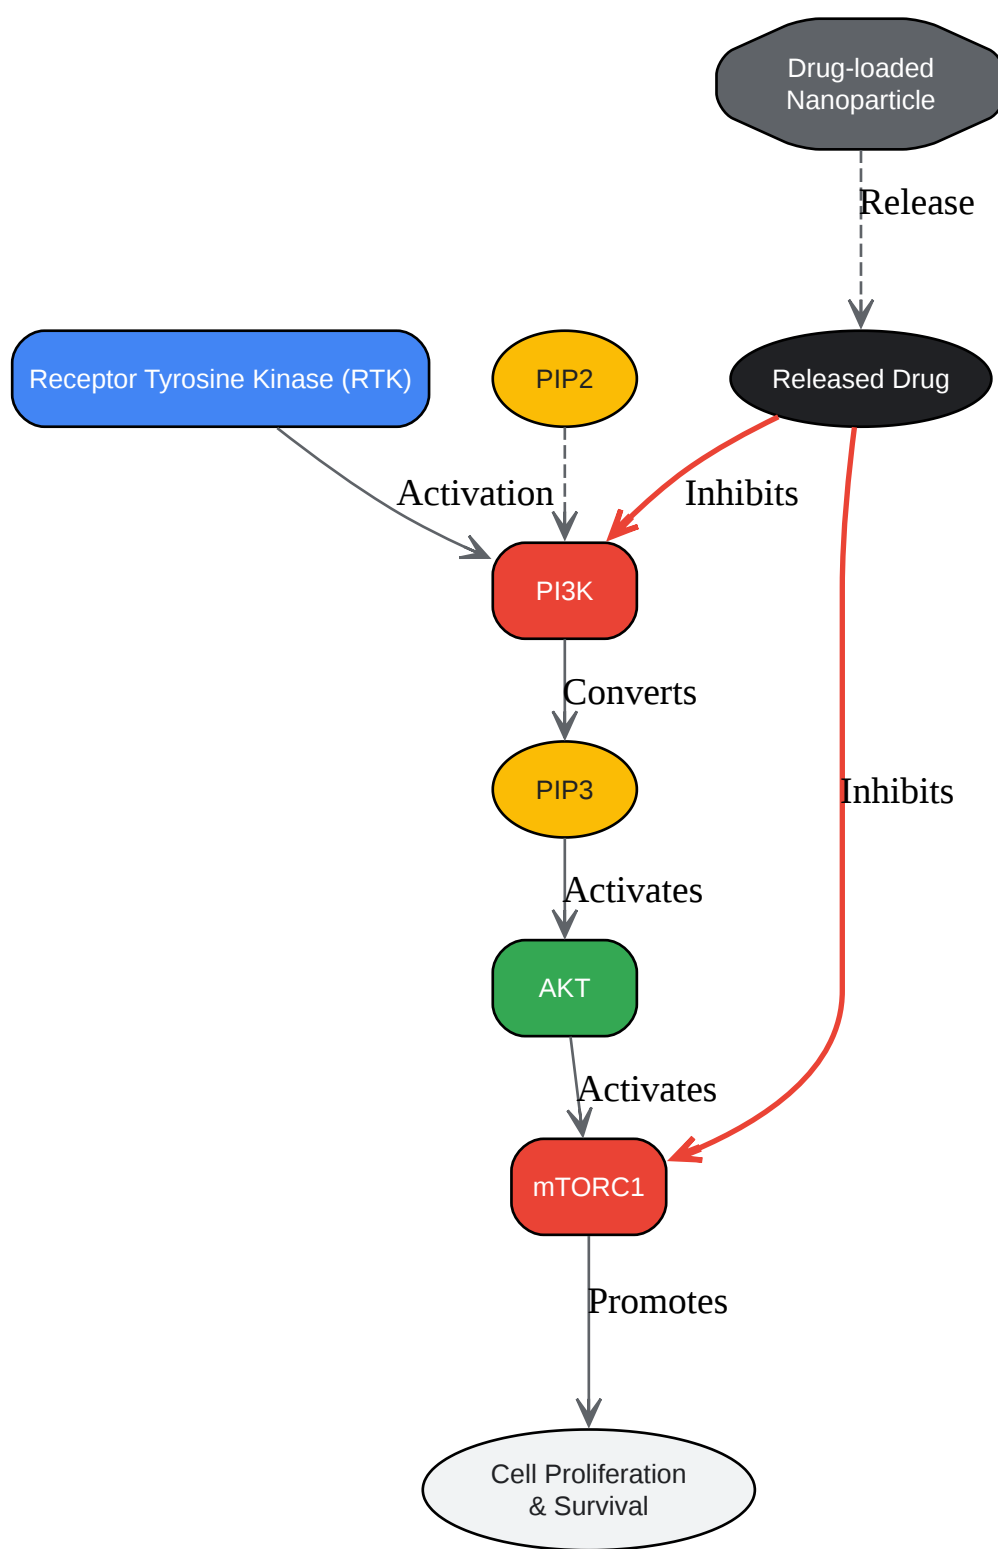 Drug-loaded
Nanoparticle
Release
Receptor Tyrosine Kinase (RTK)
PIP2
Released Drug
Activation
Inhibits
PI3K
Converts
PIP3
Inhibits
Activates
AKT
Activates
mTORC1
Promotes
Cell Proliferation
& Survival